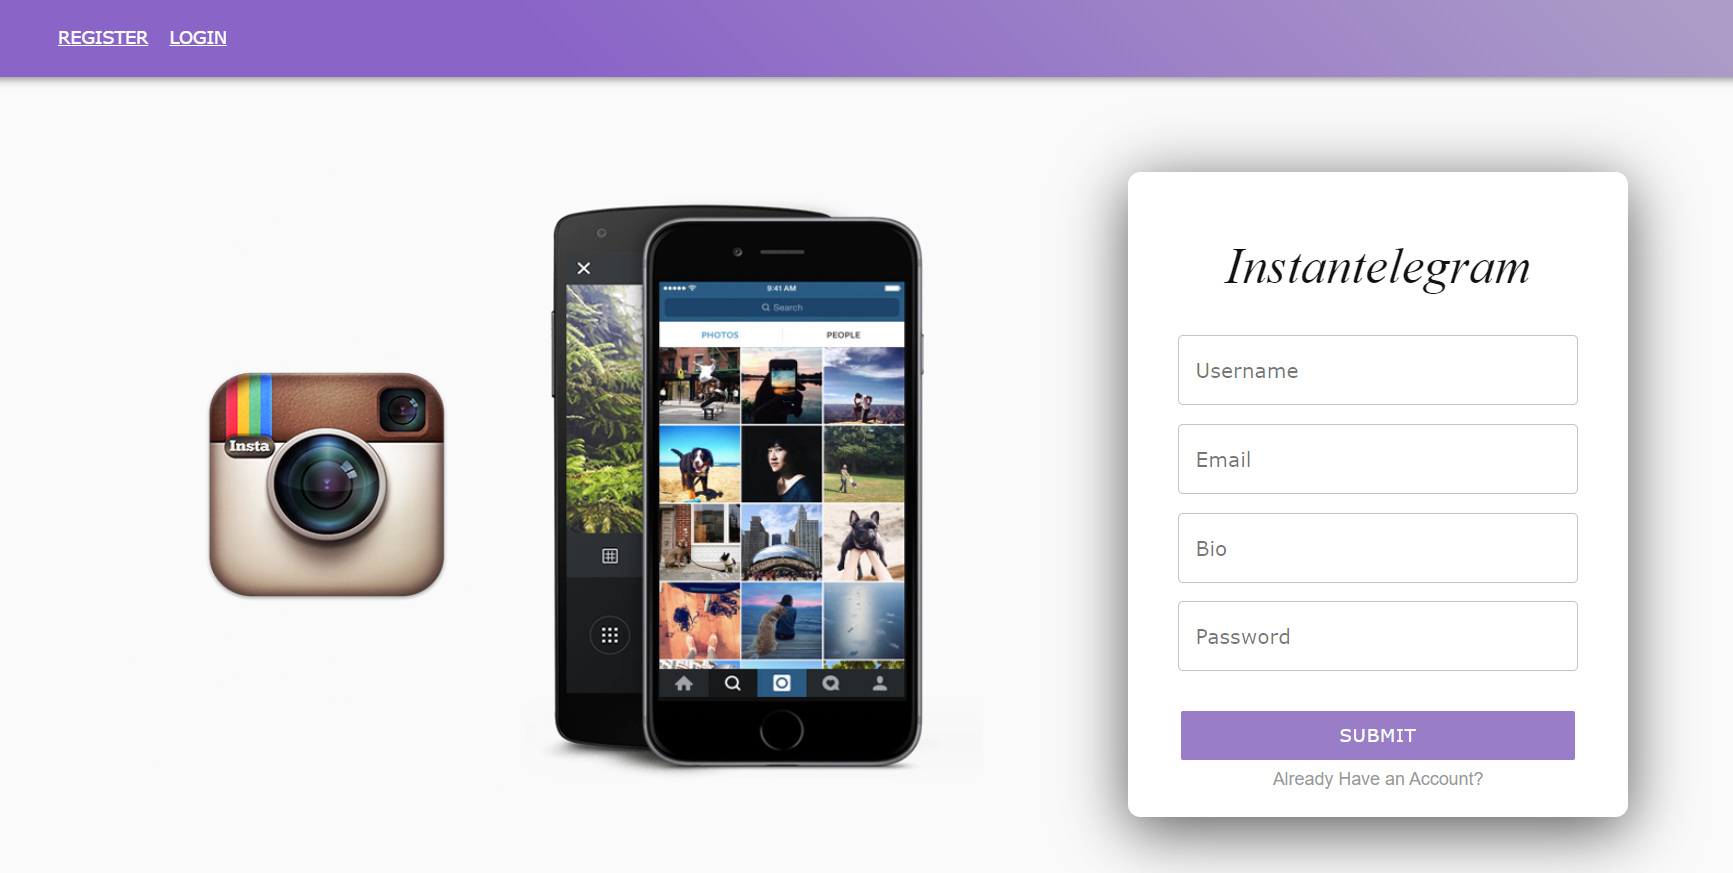 REGISTER LOGIN
Insta
9:41 AM
Search
PHOTOS PEOPLE
Instantelegram
Username
Email
Bio
Password
SUBMIT
Already Have an Account?